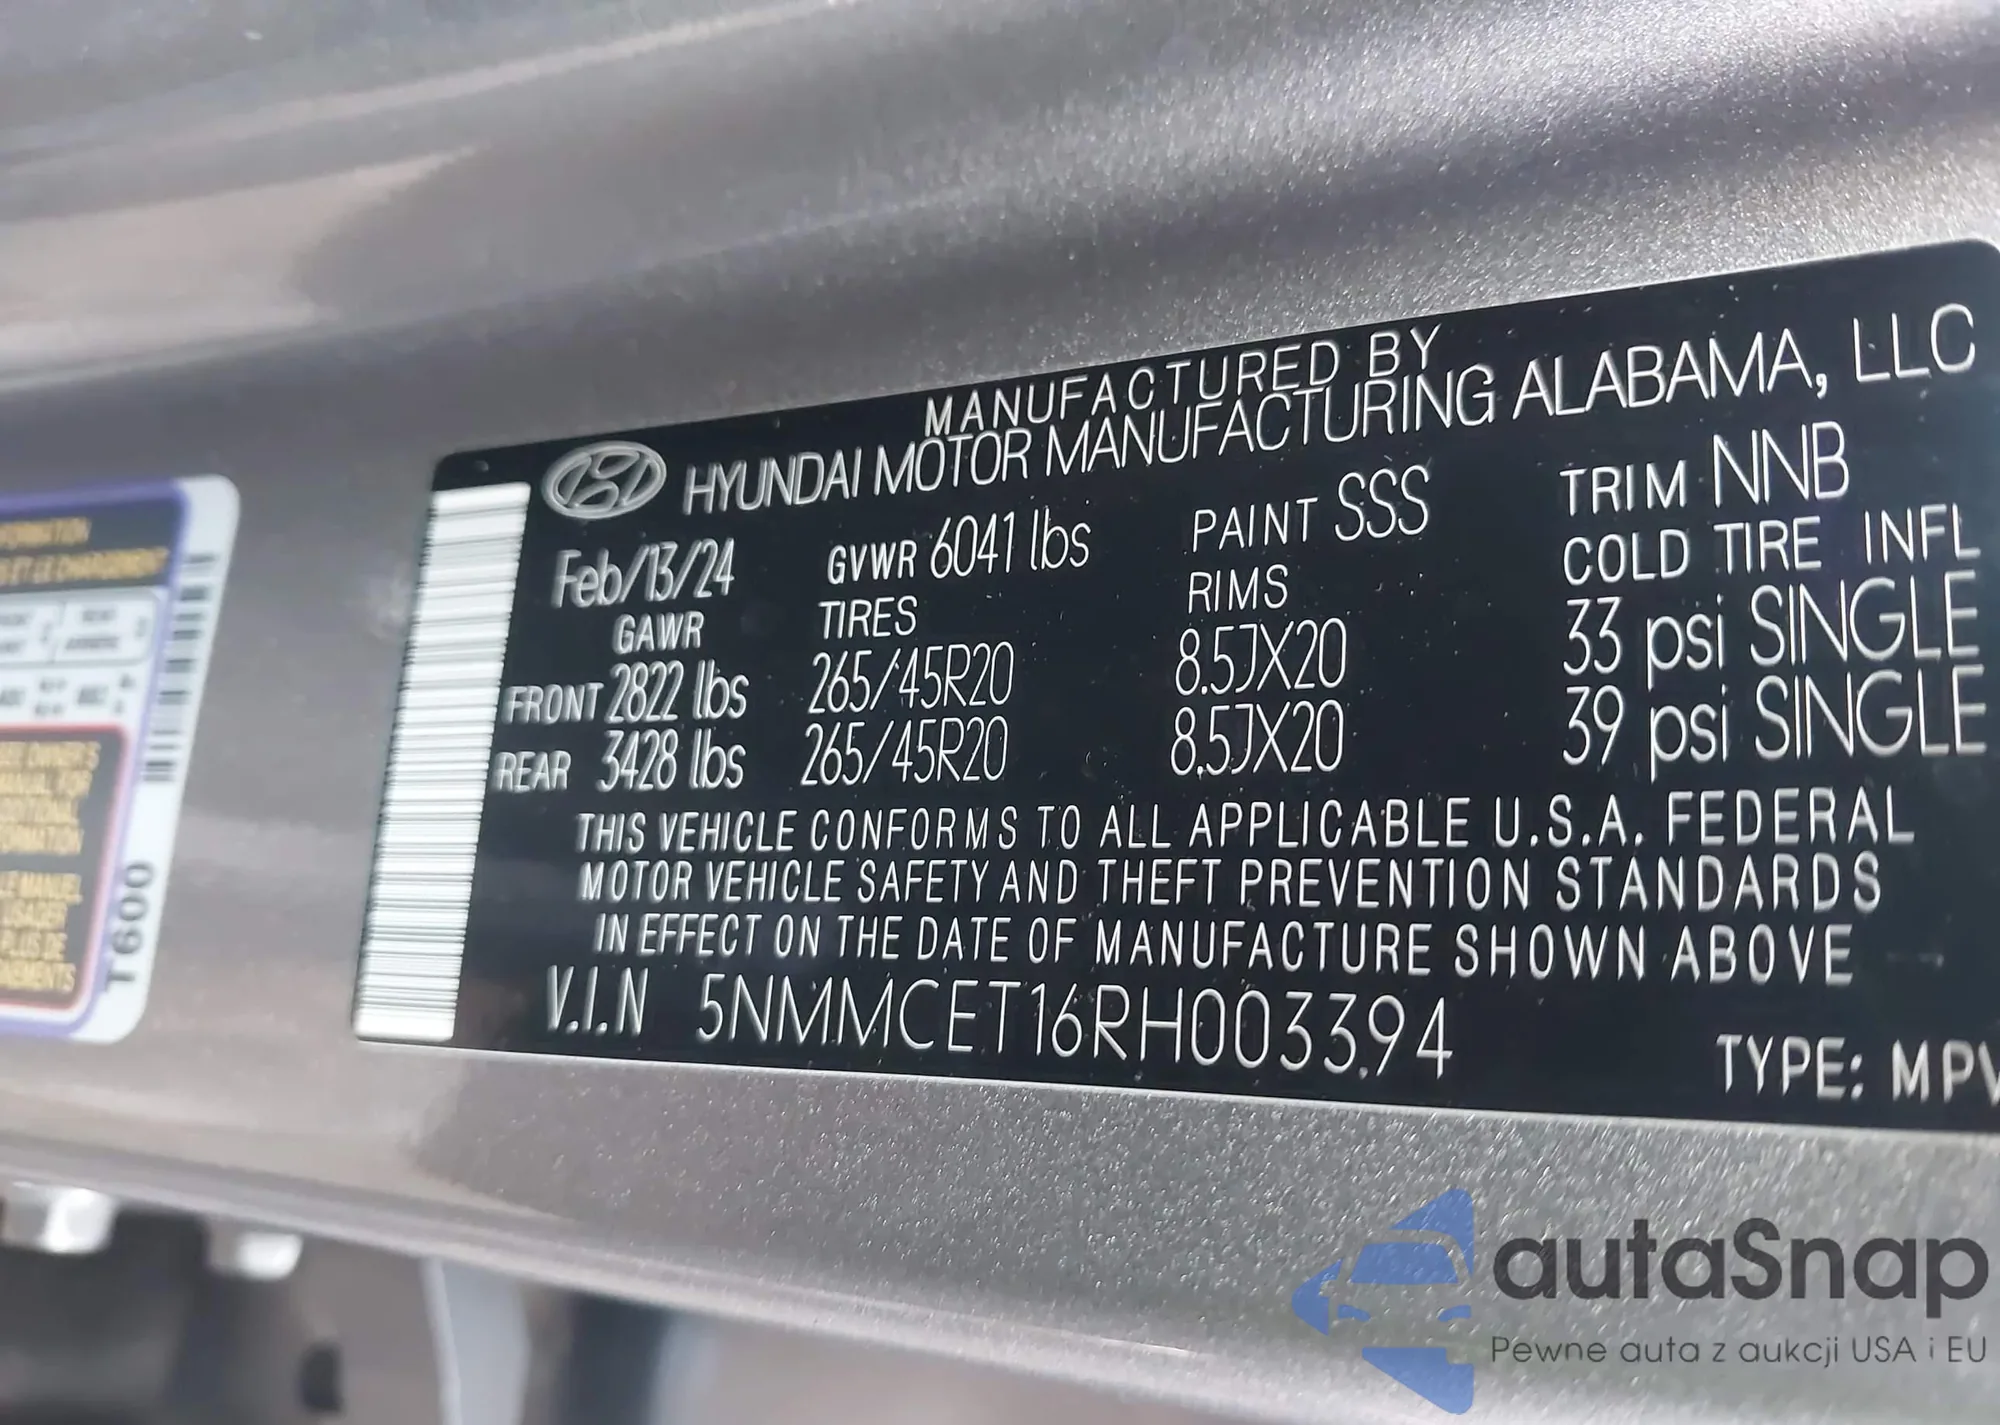 MANUFACTURED BY
HYUNDAI MOTOR MANUFACTURING ALABAMA, LLC
Feb/13/24 GVWR 6041 lbs PAINT SSS TRIM NNB
GAWR TIRES RIMS COLD TIRE INFL
FRONT 2822 lbs 265/45R20 8.5JX20 33 psi SINGLE
REAR 3428 lbs 265/45R20 8.5JX20 39 psi SINGLE
THIS VEHICLE CONFORMS TO ALL APPLICABLE U.S.A. FEDERAL
MOTOR VEHICLE SAFETY AND THEFT PREVENTION STANDARDS
IN EFFECT ON THE DATE OF MANUFACTURE SHOWN ABOVE
V.I.N 5NMMCET16RH003394
TYPE: MPV
T600
autaSnap
Pewne auta z aukcji USA i EU